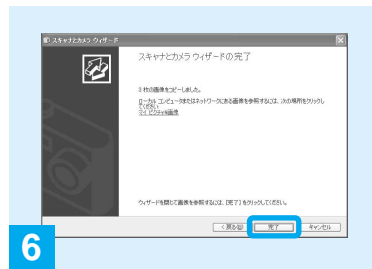 スキャナとカメラ ウィザード
スキャナとカメラ ウィザードの完了
3 枚の画像をコピーしました。
ローカル コンピュータまたはネットワークにある画像を参照するには、次の場所をクリックし
てください。
マイ ピクチャ¥画像
ウィザードを閉じて画像を参照するには、[完了] をクリックしてください。
< 戻る(B)
完了
キャンセル
6